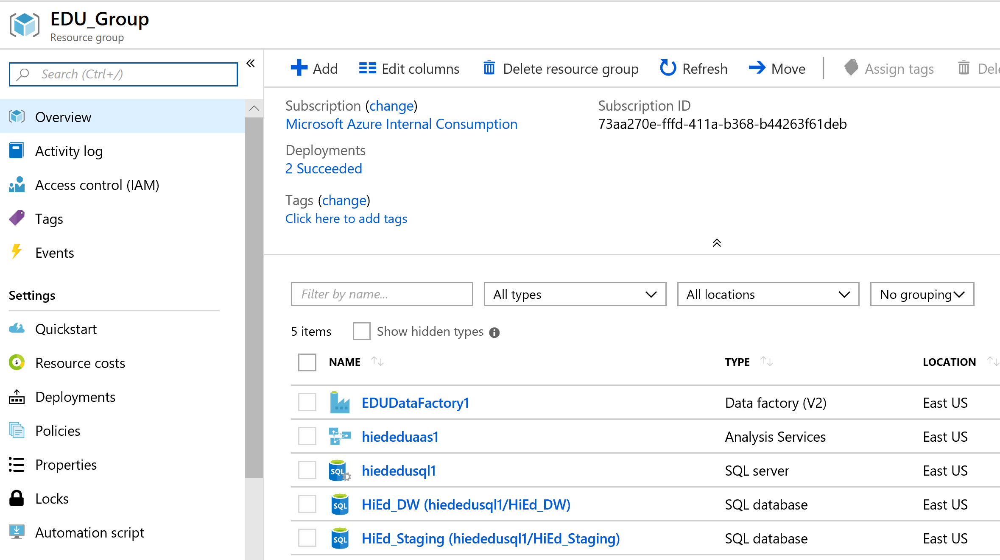 EDU_Group
Resource group
Search (Ctrl+/)
Overview
Activity log
Access control (IAM)
Tags
Events
Settings
Quickstart
Resource costs
Deployments
Policies
Properties
Locks
Automation script
Add Edit columns Delete resource group Refresh Move Assign tags
Subscription (change) Subscription ID
Microsoft Azure Internal Consumption 73aa270e-fffd-411a-b368-b44263f61deb
Deployments
2 Succeeded
Tags (change)
Click here to add tags
Filter by name... All types All locations No grouping
5 items Show hidden types
NAME TYPE LOCATION
EDUDataFactory1 Data factory (V2) East US
hiededuaas1 Analysis Services East US
SQL hiededusql1 SQL server East US
SQL HiEd_DW (hiededusql1/HiEd_DW) SQL database East US
SQL HiEd_Staging (hiededusql1/HiEd_Staging) SQL database East US